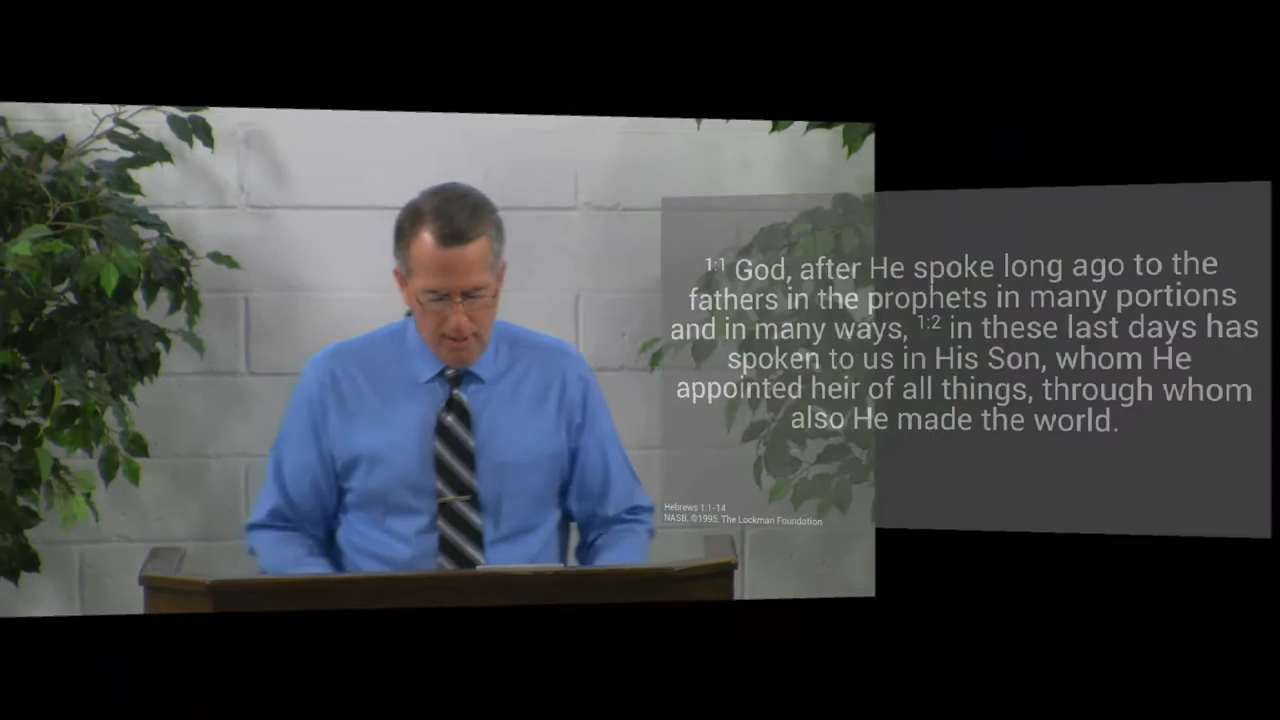 1:1 God, after He spoke long ago to the
fathers in the prophets in many portions
and in many ways, 1:2 in these last days has
spoken to us in His Son, whom He
appointed heir of all things, through whom
also He made the world.
Hebrews 1:1-14
NASB, ©1995, The Lockman Foundation